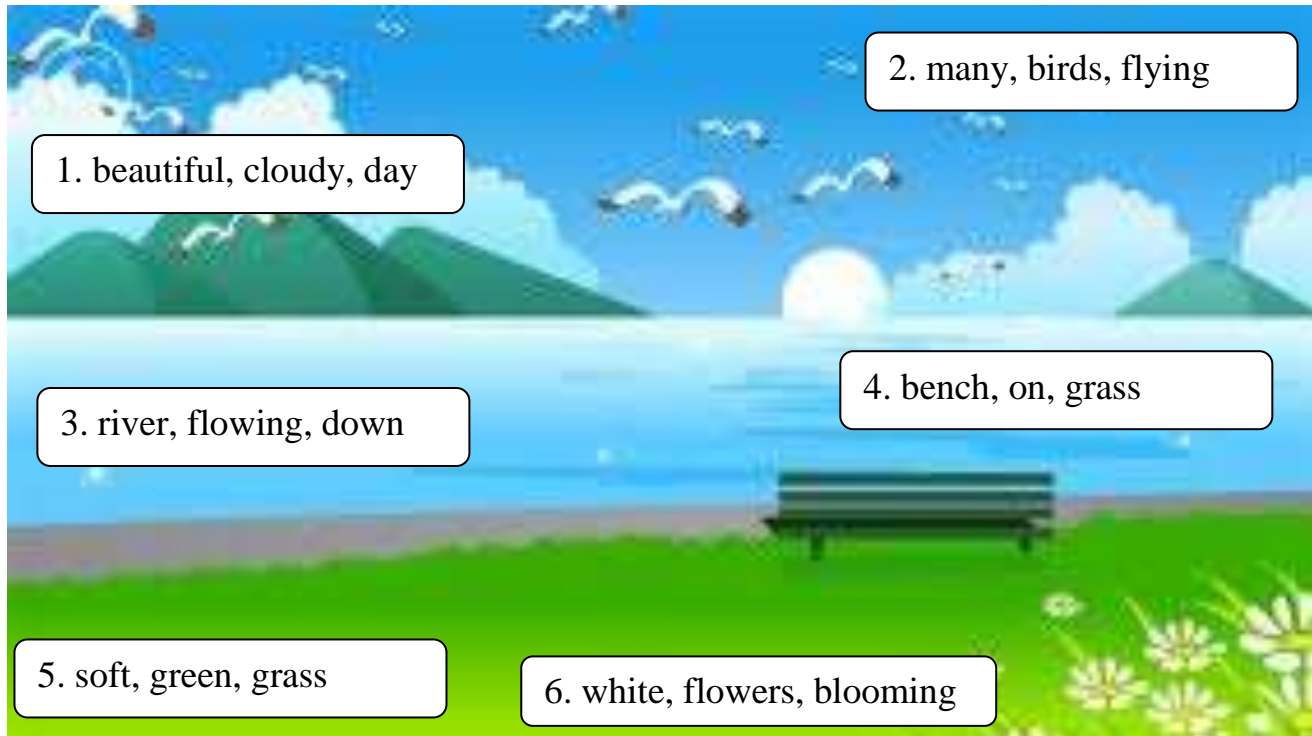 1. beautiful, cloudy, day
2. many, birds, flying
3. river, flowing, down
4. bench, on, grass
5. soft, green, grass
6. white, flowers, blooming